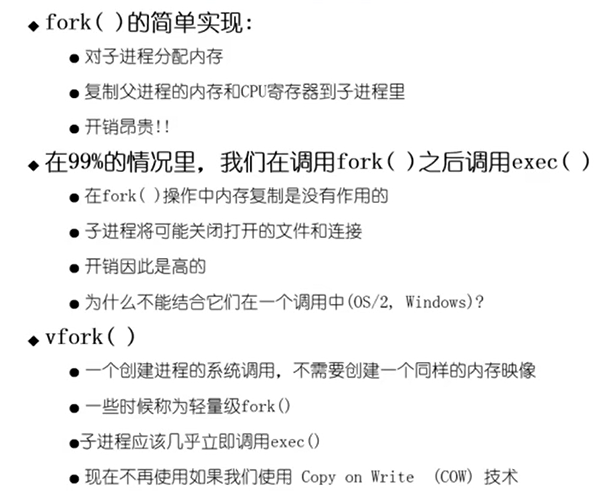 ◆ fork( )的简单实现:
● 对子进程分配内存
● 复制父进程的内存和CPU寄存器到子进程里
● 开销昂贵!!
◆ 在99%的情况里，我们在调用fork( )之后调用exec( )
● 在fork( )操作中内存复制是没有作用的
● 子进程将可能关闭打开的文件和连接
● 开销因此是高的
● 为什么不能结合它们在一个调用中(OS/2, Windows)?
◆ vfork( )
● 一个创建进程的系统调用，不需要创建一个同样的内存映像
● 一些时候称为轻量级fork()
●子进程应该几乎立即调用exec()
● 现在不再使用如果我们使用 Copy on Write （COW) 技术